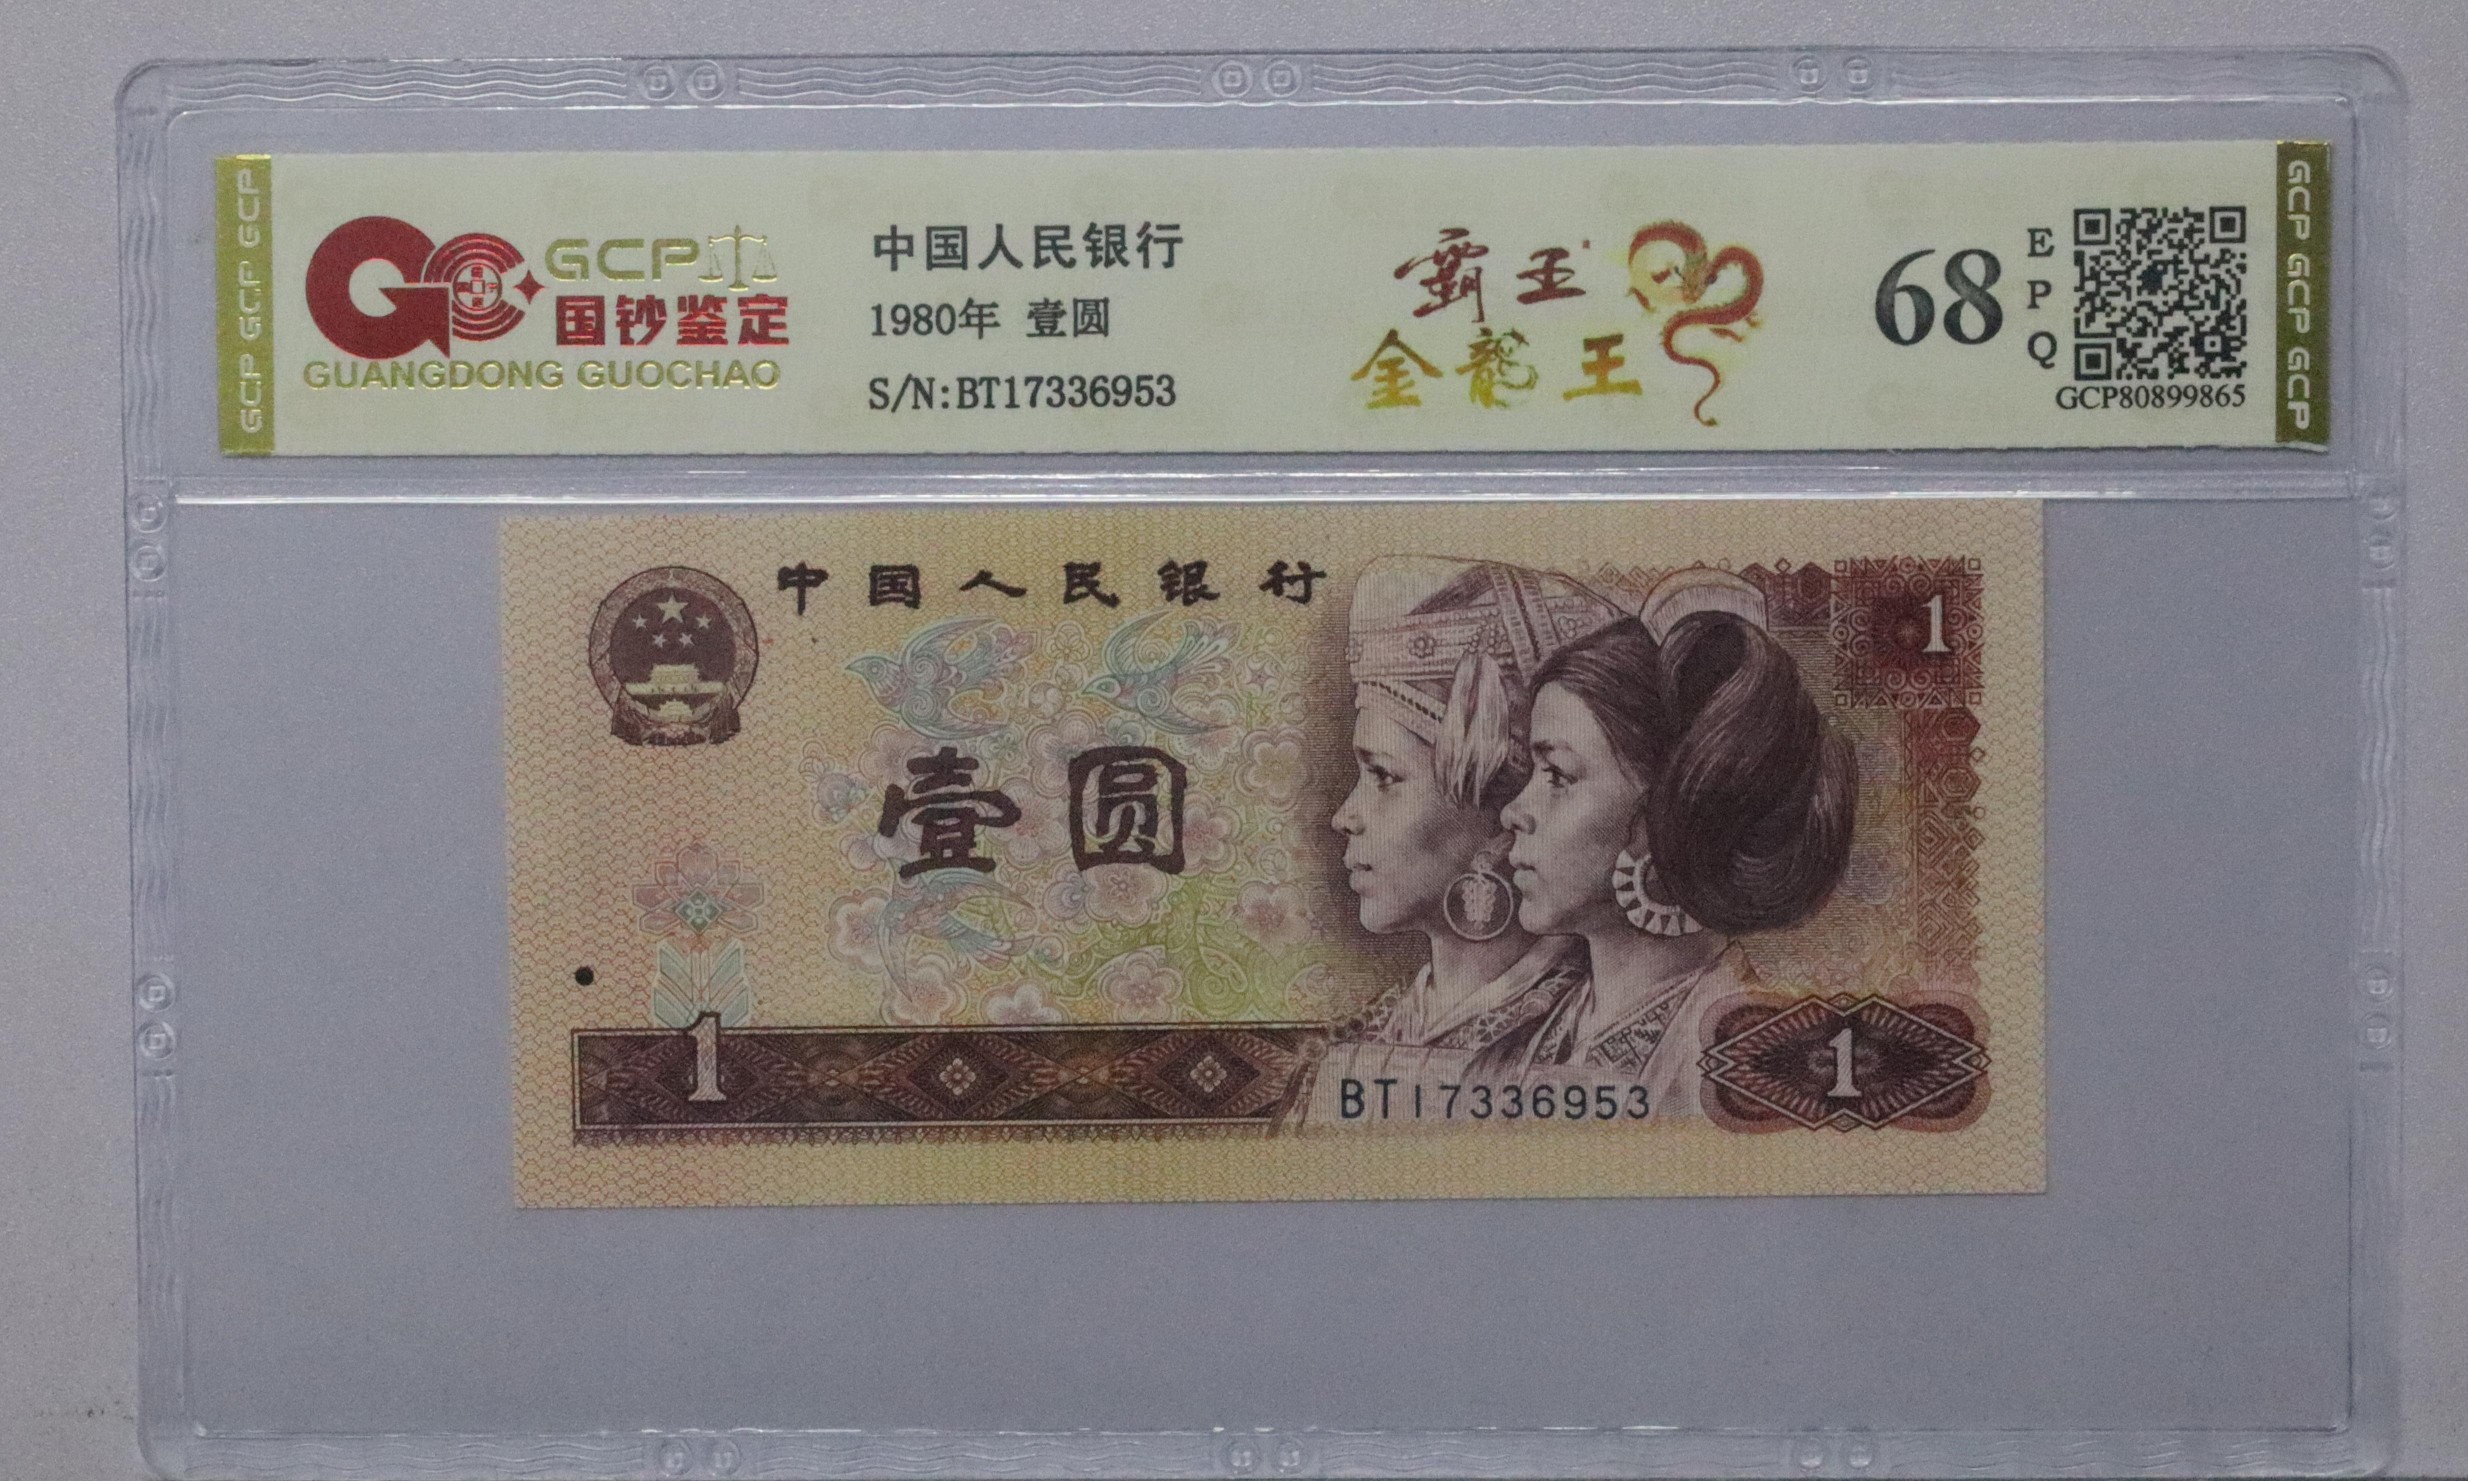 GCP GCP GCP
GCP
国钞鉴定
GUANGDONG GUOCHAO
中国人民银行
1980年 壹圆
S/N:BT17336953
霸王
金龍王
68
EPQ
GCP80899865
GCP GCP GCP
中国人民银行
1
壹圆
1
BT17336953
1